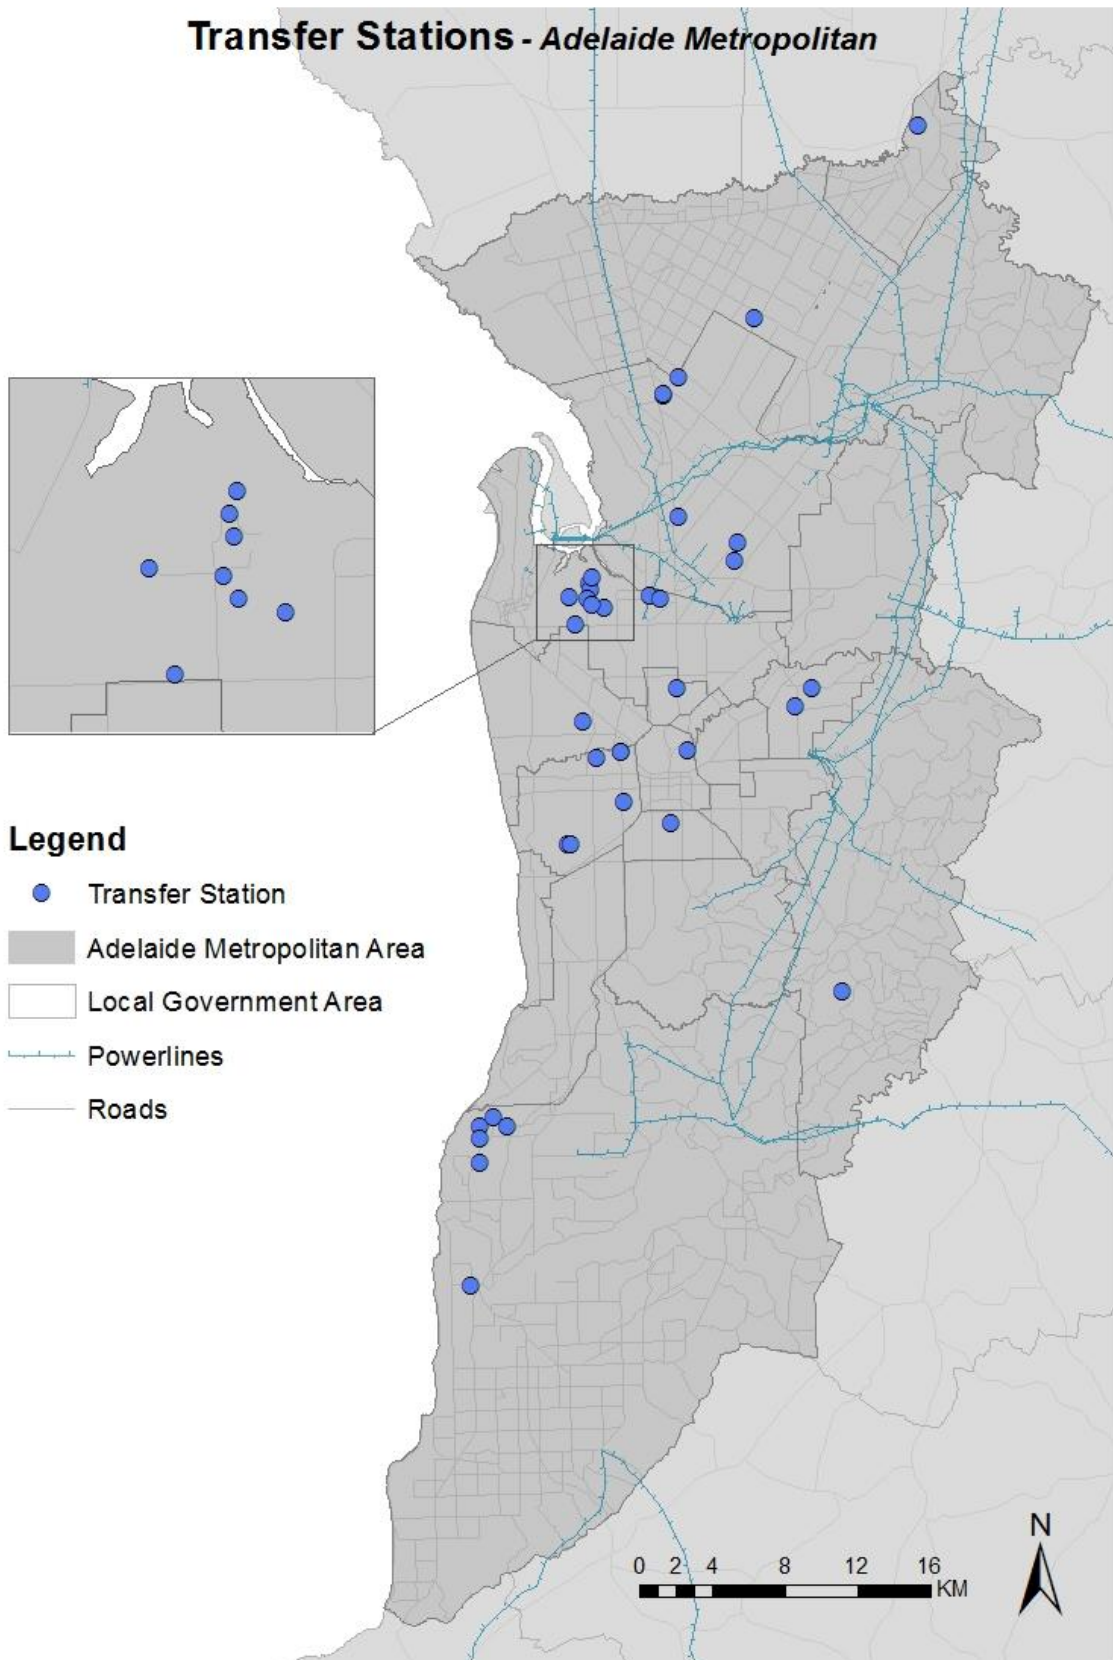 Transfer Stations - Adelaide Metropolitan
Legend
Transfer Station
Adelaide Metropolitan Area
Local Government Area
Powerlines
Roads
N
0 2 4 8 12 16
KM